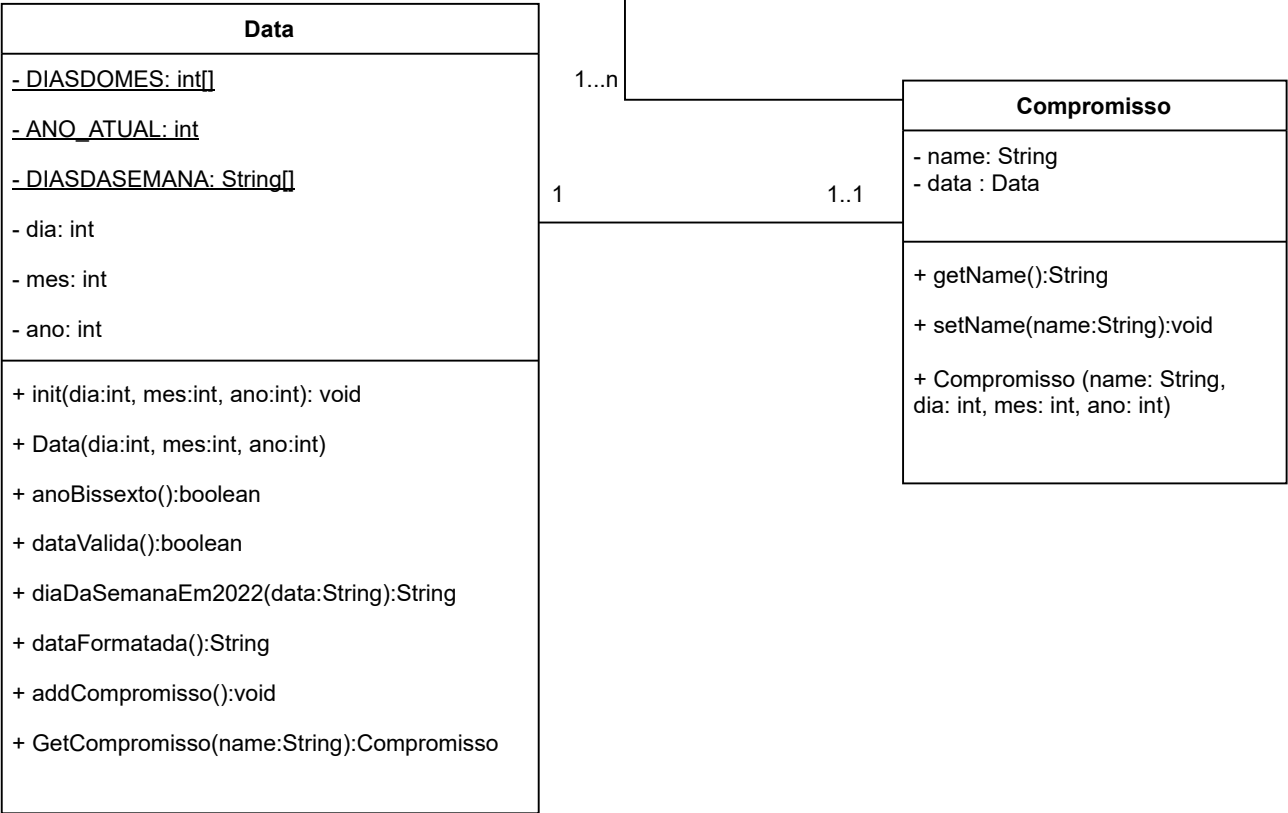 Data
- DIASDOMES: int[]
- ANO_ATUAL: int
- DIASDASEMANA: String[]
- dia: int
- mes: int
- ano: int
+ init(dia:int, mes:int, ano:int): void
+ Data(dia:int, mes:int, ano:int)
+ anoBissexto():boolean
+ dataValida():boolean
+ diaDaSemanaEm2022(data:String):String
+ dataFormatada():String
+ addCompromisso():void
+ GetCompromisso(name:String):Compromisso
1...n
1
1..1
Compromisso
- name: String
- data : Data
+ getName():String
+ setName(name:String):void
+ Compromisso (name: String,
dia: int, mes: int, ano: int)